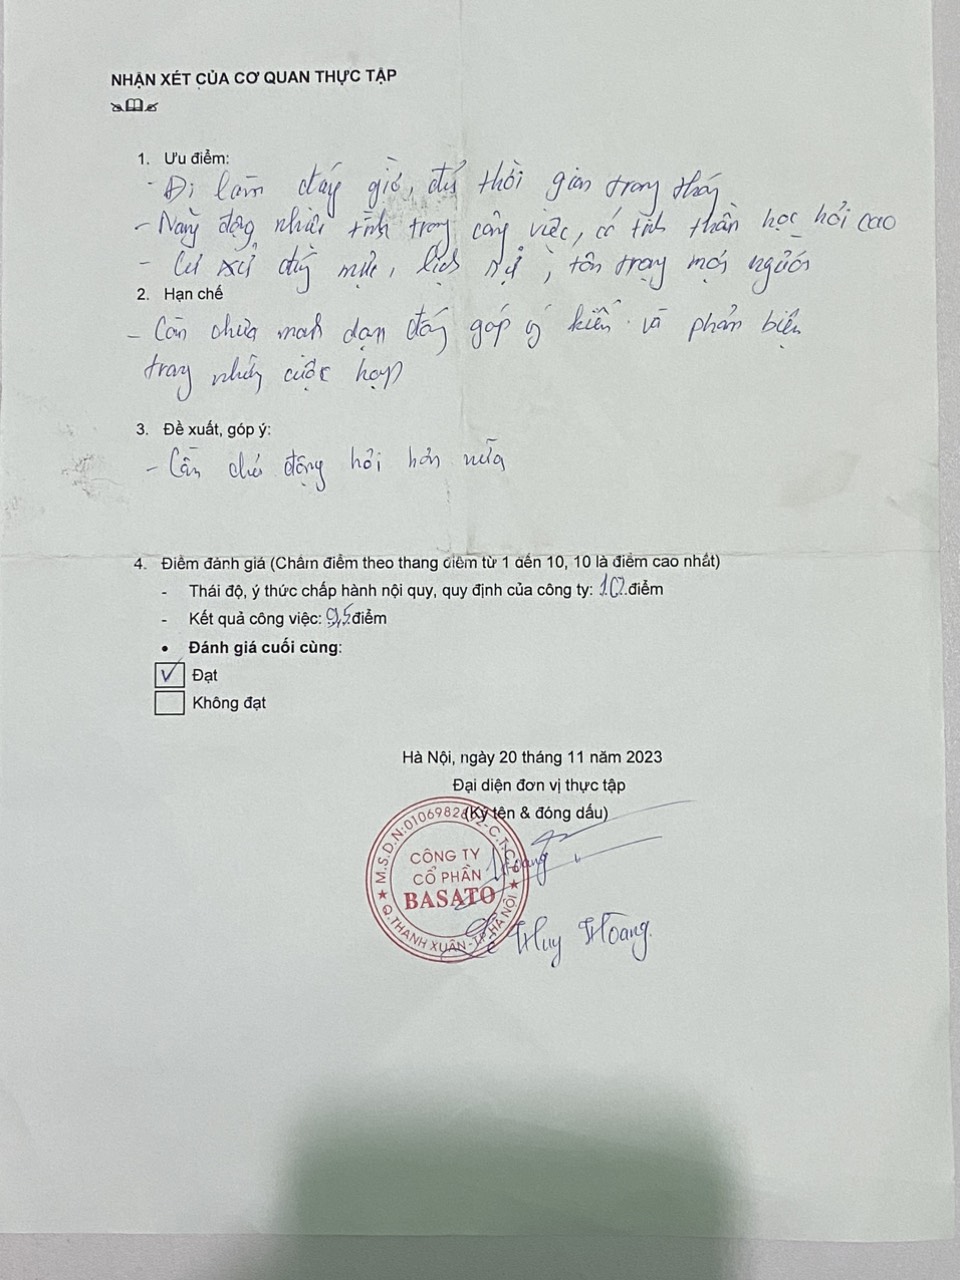 NHẬN XÉT CỦA CƠ QUAN THỰC TẬP
1. Ưu điểm:
- Đi làm đúng giờ, đủ thời gian trong tháng
- Năng động nhiệt tình trong công việc, có tinh thần học hỏi cao
- Cư xử đúng mực, lịch sự, tôn trọng mọi người
2. Hạn chế
- Còn chưa mạnh dạn đóng góp ý kiến và phản biện
trong những cuộc họp
3. Đề xuất, góp ý:
- Cần chủ động hỏi hơn nữa
4. Điểm đánh giá (Chấm điểm theo thang điểm từ 1 đến 10, 10 là điểm cao nhất)
- Thái độ, ý thức chấp hành nội quy, quy định của công ty: 10 điểm
- Kết quả công việc: 9,5 điểm
• Đánh giá cuối cùng:
V Đạt
Không đạt
Hà Nội, ngày 20 tháng 11 năm 2023
Đại diện đơn vị thực tập
(Ký tên & đóng dấu)
M.S.D.N:0106982 - C.T.C.P
CÔNG TY
CỔ PHẦN
BASATO
Q.THANH XUÂN-TP.HÀ NỘI
Hoang
Lê Huy Hoàng